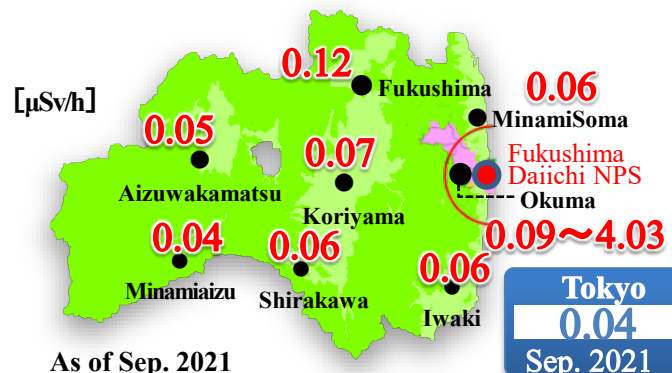 0.12
Fukushima
[μSv/h]
0.06
MinamiSoma
0.05
Aizuwakamatsu
0.07
Koriyama
Fukushima
Daiichi NPS
Okuma
0.09～4.03
0.04
Minamiaizu
0.06
Shirakawa
0.06
Iwaki
Tokyo
0.04
Sep. 2021
As of Sep. 2021